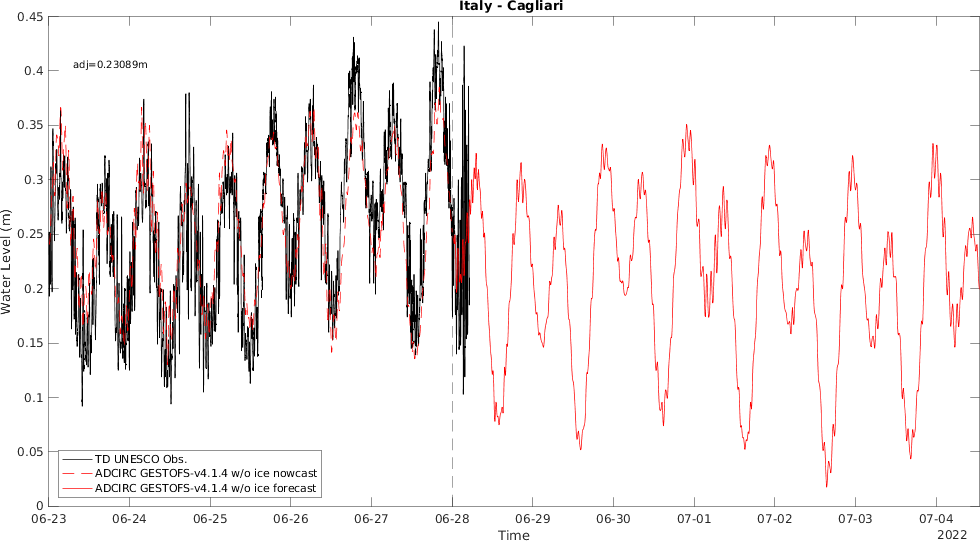 Italy - Cagliari
0.45
0.4
0.35
0.3
0.25
0.2
0.15
0.1
0.05
0
Water Level (m)
adj=0.23089m
TD UNESCO Obs.
ADCIRC GESTOFS-v4.1.4 w/o ice nowcast
ADCIRC GESTOFS-v4.1.4 w/o ice forecast
06-23 06-24 06-25 06-26 06-27 06-28 06-29 06-30 07-01 07-02 07-03 07-04
Time
2022